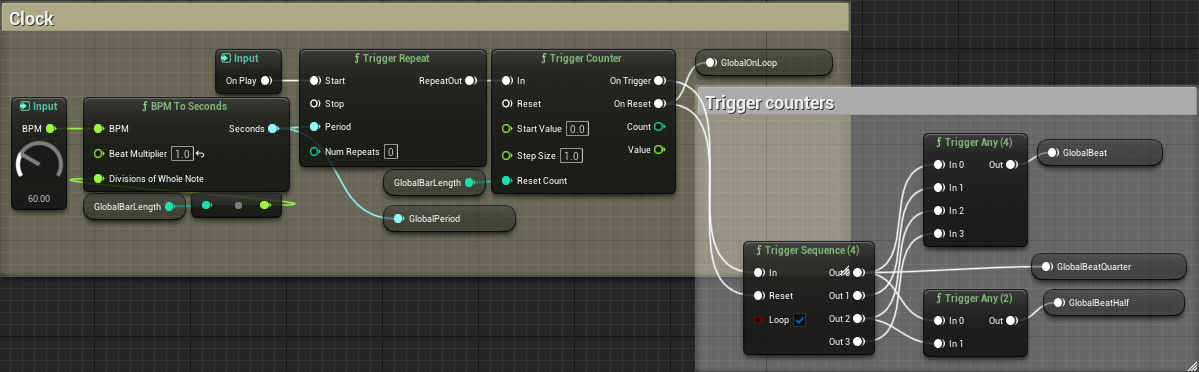 Clock
Input
On Play
Trigger Repeat
Start
RepeatOut
Stop
Period
Num Repeats 0
Trigger Counter
In
On Trigger
Reset
On Reset
Start Value 0.0
Count
Step Size 1.0
Value
Reset Count
GlobalOnLoop
Input
BPM
60.00
BPM To Seconds
BPM
Seconds
Beat Multiplier 1.0
Divisions of Whole Note
GlobalBarLength
GlobalBarLength
GlobalPeriod
Trigger counters
Trigger Sequence (4)
In
Out 0
Reset
Out 1
Loop
Out 2
Out 3
Trigger Any (4)
In 0
Out
In 1
In 2
In 3
GlobalBeat
GlobalBeatQuarter
Trigger Any (2)
In 0
Out
In 1
GlobalBeatHalf